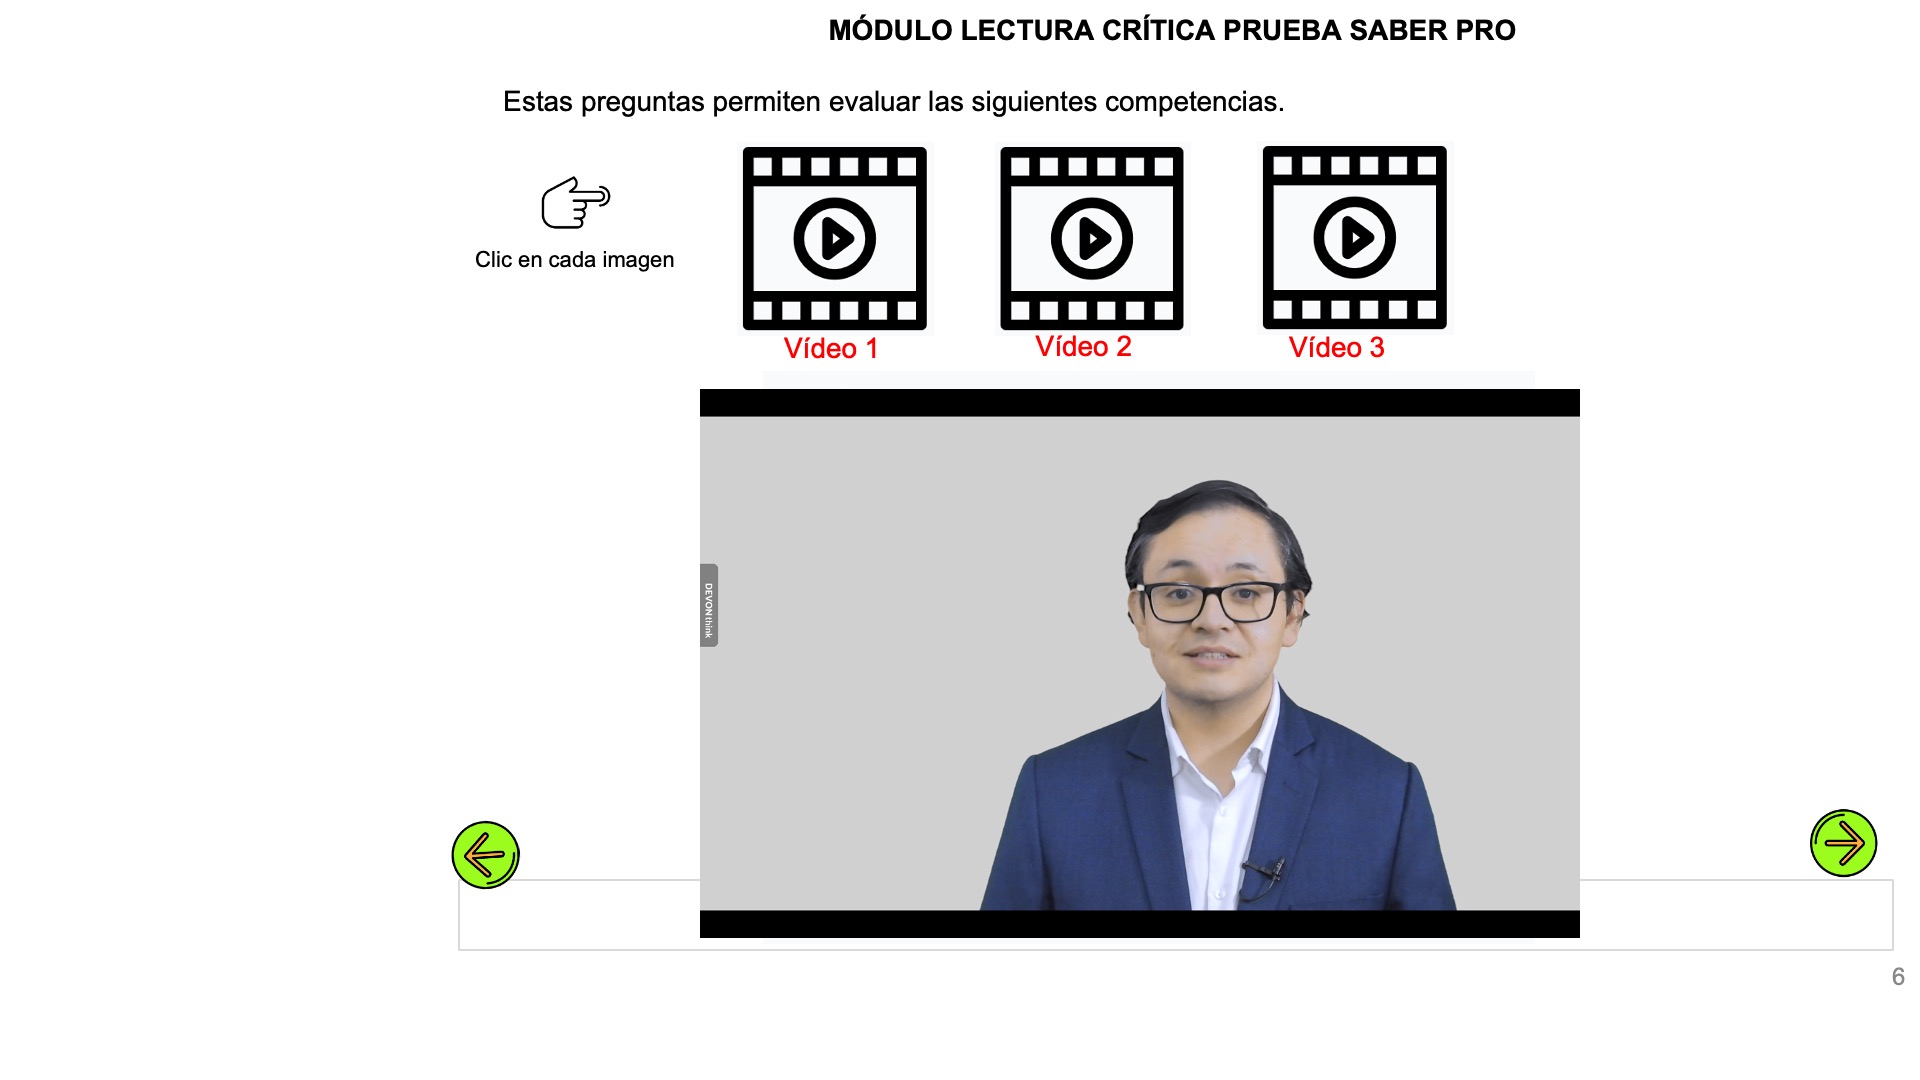 MÓDULO LECTURA CRÍTICA PRUEBA SABER PRO
Estas preguntas permiten evaluar las siguientes competencias.
Clic en cada imagen
Vídeo 1
Vídeo 2
Vídeo 3
DEVONthink
6